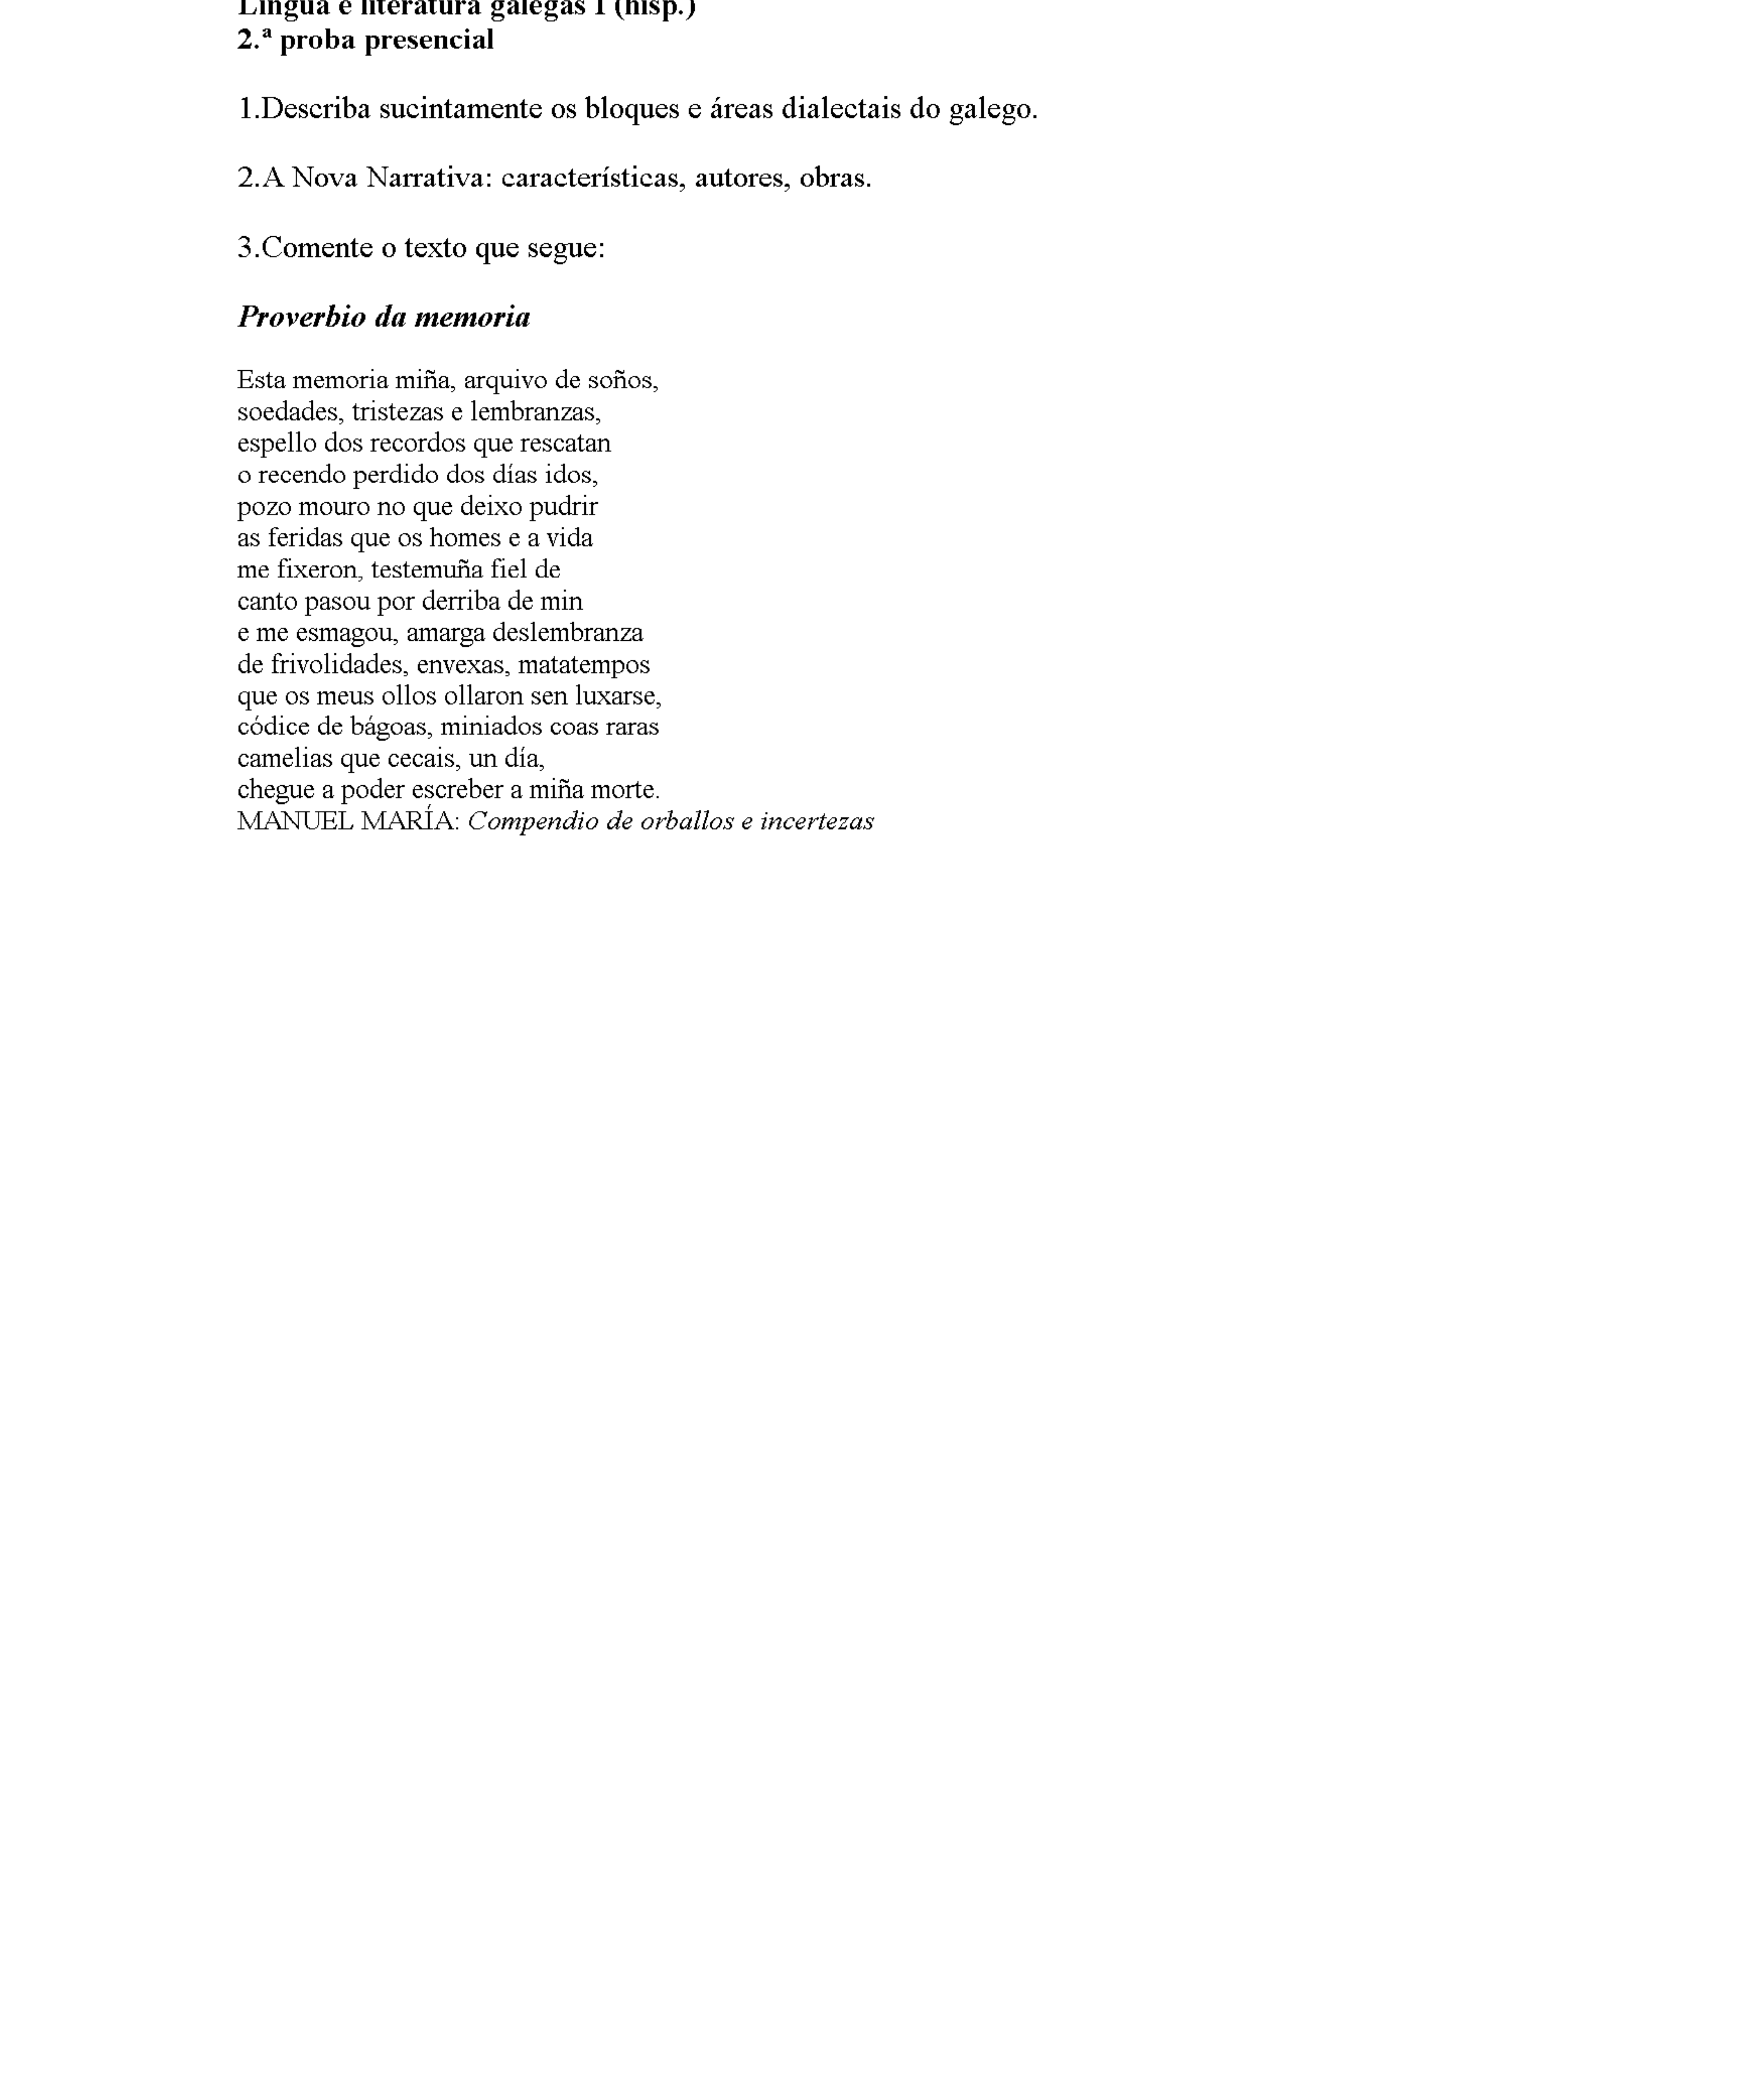 Lingua e literatura galegas I (hisp.)
2.ª proba presencial
1.Describa sucintamente os bloques e áreas dialectais do galego.
2.A Nova Narrativa: características, autores, obras.
3.Comente o texto que segue:
Proverbio da memoria
Esta memoria miña, arquivo de soños,
soedades, tristezas e lembranzas,
espello dos recordos que rescatan
o recendo perdido dos días idos,
pozo mouro no que deixo pudrir
as feridas que os homes e a vida
me fixeron, testemuña fiel de
canto pasou por derriba de min
e me esmagou, amarga deslembranza
de frivolidades, envexas, matatempos
que os meus ollos ollaron sen luxarse,
códice de bágoas, miniados coas raras
camelias que cecais, un día,
chegue a poder escreber a miña morte.
MANUEL MARÍA: Compendio de orballos e incertezas